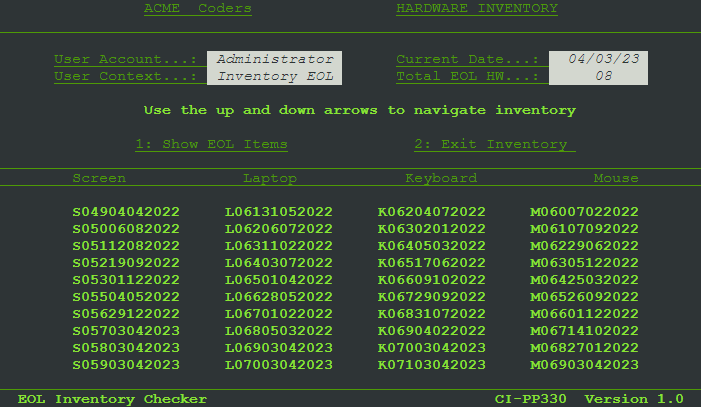 ACME  Coders HARDWARE INVENTORY
User Account...: Administrator Current Date...: 04/03/23
User Context...: Inventory EOL Total EOL HW...: 08
Use the up and down arrows to navigate inventory
1: Show EOL Items 2: Exit Inventory
Screen Laptop Keyboard Mouse
S04904042022 L06131052022 K06204072022 M06007022022
S05006082022 L06206072022 K06302012022 M06107092022
S05112082022 L06311022022 K06405032022 M06229062022
S05219092022 L06403072022 K06517062022 M06305122022
S05301122022 L06501042022 K06609102022 M06425032022
S05504052022 L06628052022 K06729092022 M06526092022
S05629122022 L06701022022 K06831072022 M06601122022
S05703042023 L06805032022 K06904022022 M06714102022
S05803042023 L06903042023 K07003042023 M06827012022
S05903042023 L07003042023 K07103042023 M06903042023
EOL Inventory Checker CI-PP330  Version 1.0